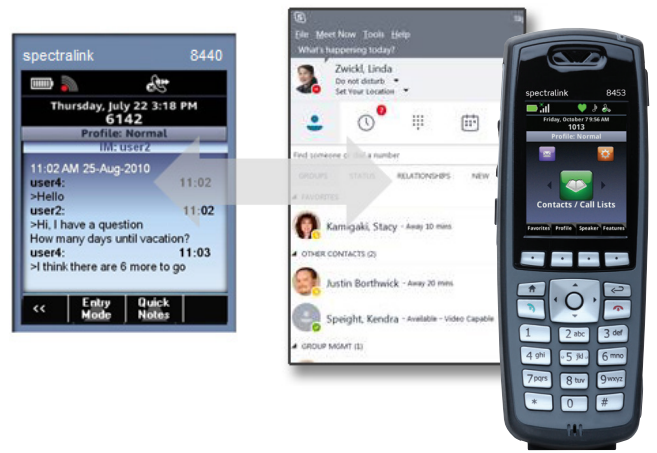 spectralink 8440
Thursday, July 22 3:18 PM
6142
Profile: Normal
IM: user2
11:02 AM 25-Aug-2010
user4: 11:02
>Hello
user2: 11:02
>Hi, I have a question
How many days until vacation?
user4: 11:03
>I think there are 6 more to go
<< Entry Mode Quick Notes
File Meet Now Tools Help
What's happening today?
Zwickl, Linda
Do not disturb
Set Your Location
?
Find someone or dial a number
GROUPS STATUS RELATIONSHIPS NEW
FAVORITES
Kamigaki, Stacy - Away 10 mins
OTHER CONTACTS (2)
Justin Borthwick - Away 20 mins
Speight, Kendra - Available - Video Capable
GROUP MGMT (1)
spectralink 8453
Friday, October 7 9:56 AM
1013
Profile: Normal
Contacts / Call Lists
Favorites Profile Speaker Features
1 2 abc 3 def
4 ghi 5 jkl 6 mno
7 pqrs 8 tuv 9 wxyz
* 0 #